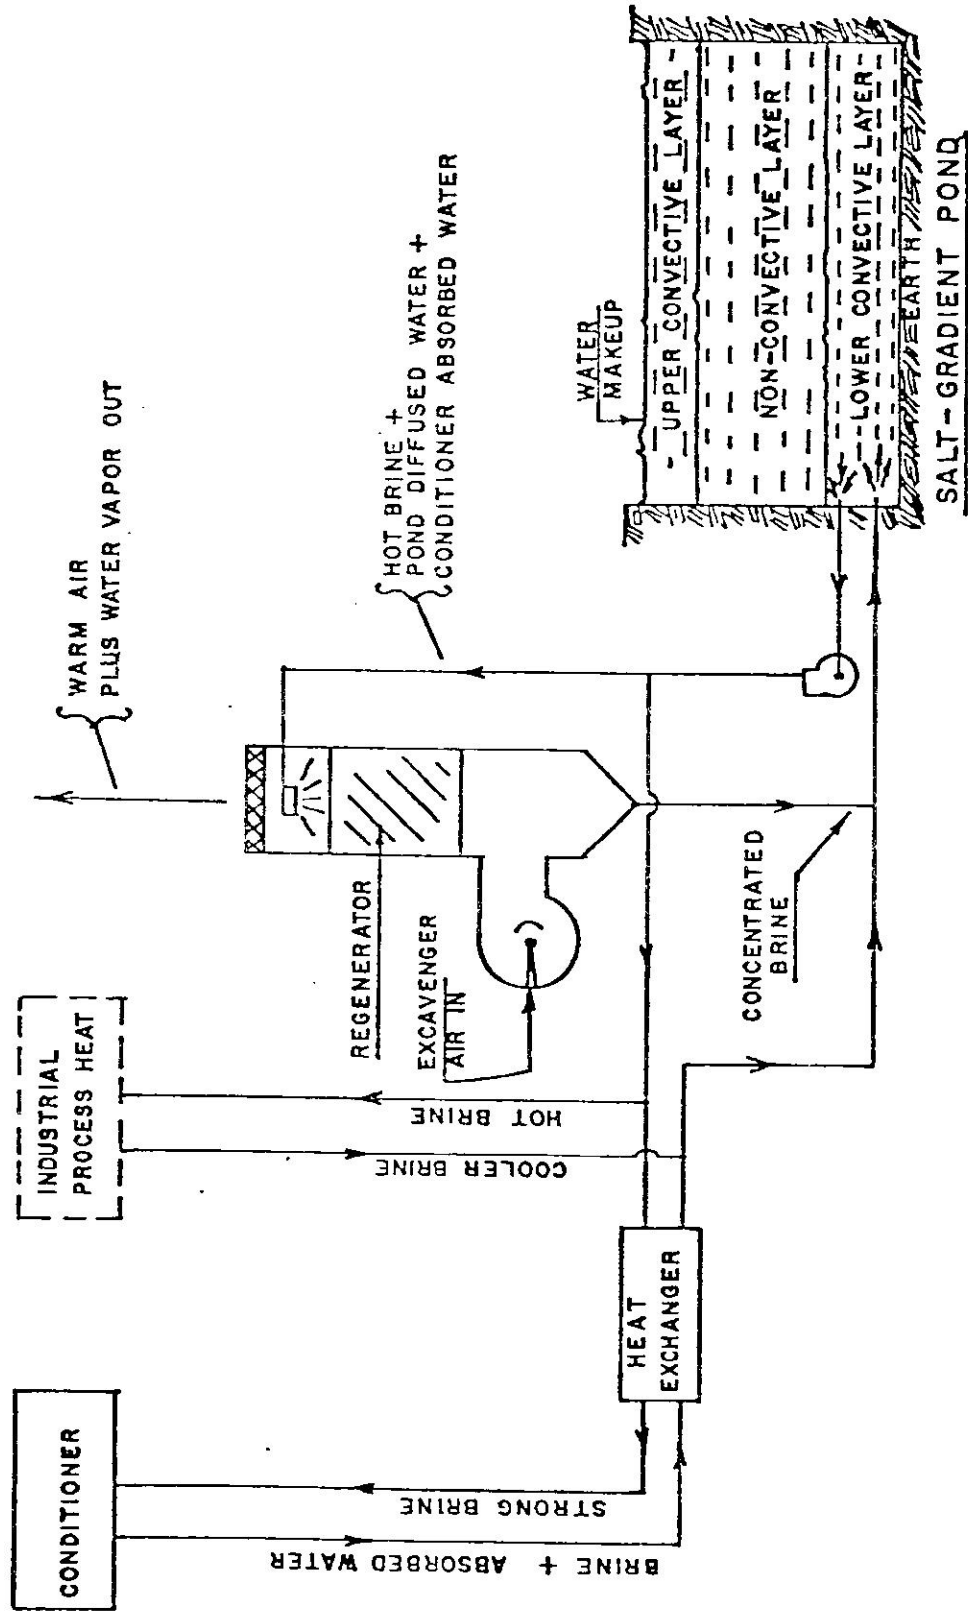 CONDITIONER
BRINE + ABSORBED WATER
STRONG BRINE
HEAT
EXCHANGER
INDUSTRIAL
PROCESS HEAT
COOLER BRINE
HOT BRINE
EXCAVENGER
AIR IN
REGENERATOR
CONCENTRATED
BRINE
WARM AIR
PLUS WATER VAPOR OUT
HOT BRINE +
POND DIFFUSED WATER +
CONDITIONER ABSORBED WATER
WATER
MAKEUP
UPPER CONVECTIVE LAYER
NON-CONVECTIVE LAYER
LOWER CONVECTIVE LAYER
EARTH
SALT-GRADIENT POND